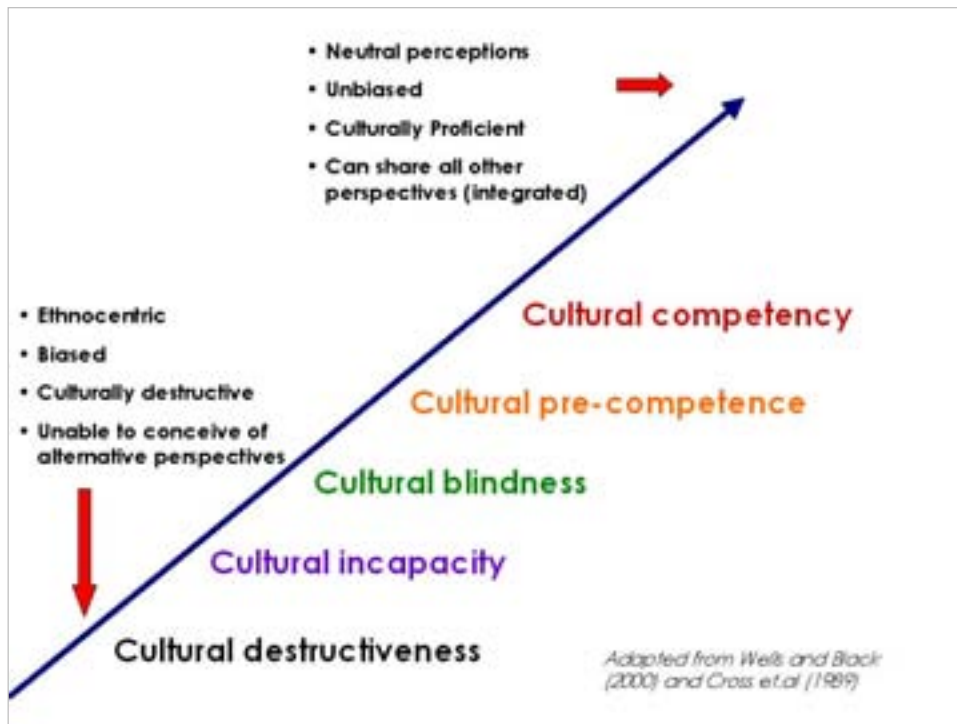 • Neutral perceptions
• Unbiased
• Culturally Proficient
• Can share all other
perspectives (integrated)
• Ethnocentric
• Biased
• Culturally destructive
• Unable to conceive of
alternative perspectives
Cultural competency
Cultural pre-competence
Cultural blindness
Cultural incapacity
Cultural destructiveness
Adapted from Wells and Black
(2000) and Cross et.al (1989)